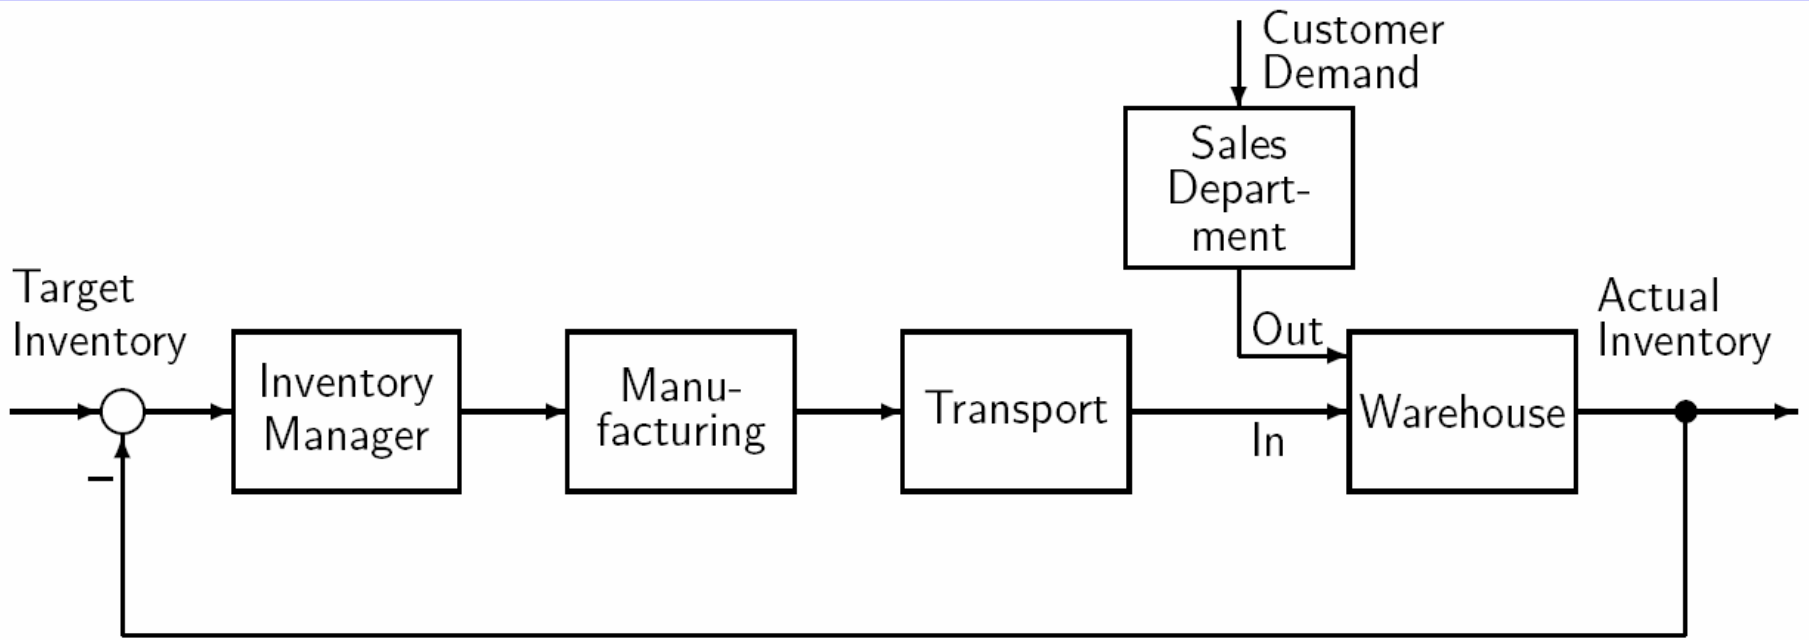 Customer
Demand
Sales
Depart-
ment
Target
Inventory
Inventory
Manager
Manu-
facturing
Transport
Out
In
Warehouse
Actual
Inventory
–